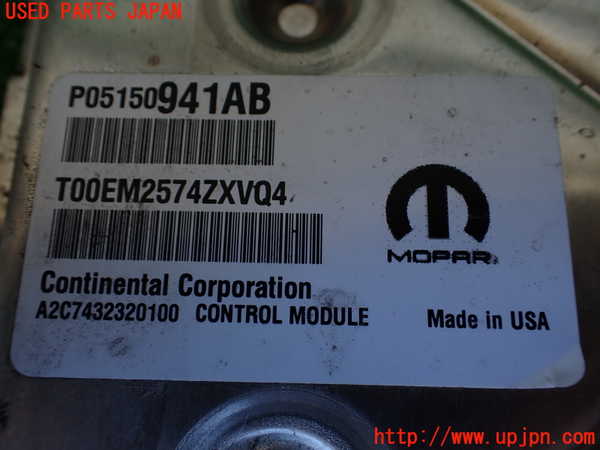 USED PARTS JAPAN
P05150941AB
T00EM2574ZXVQ4
MOPAR
Continental Corporation
A2C7432320100 CONTROL MODULE
Made in USA
http://www.upjpn.com/